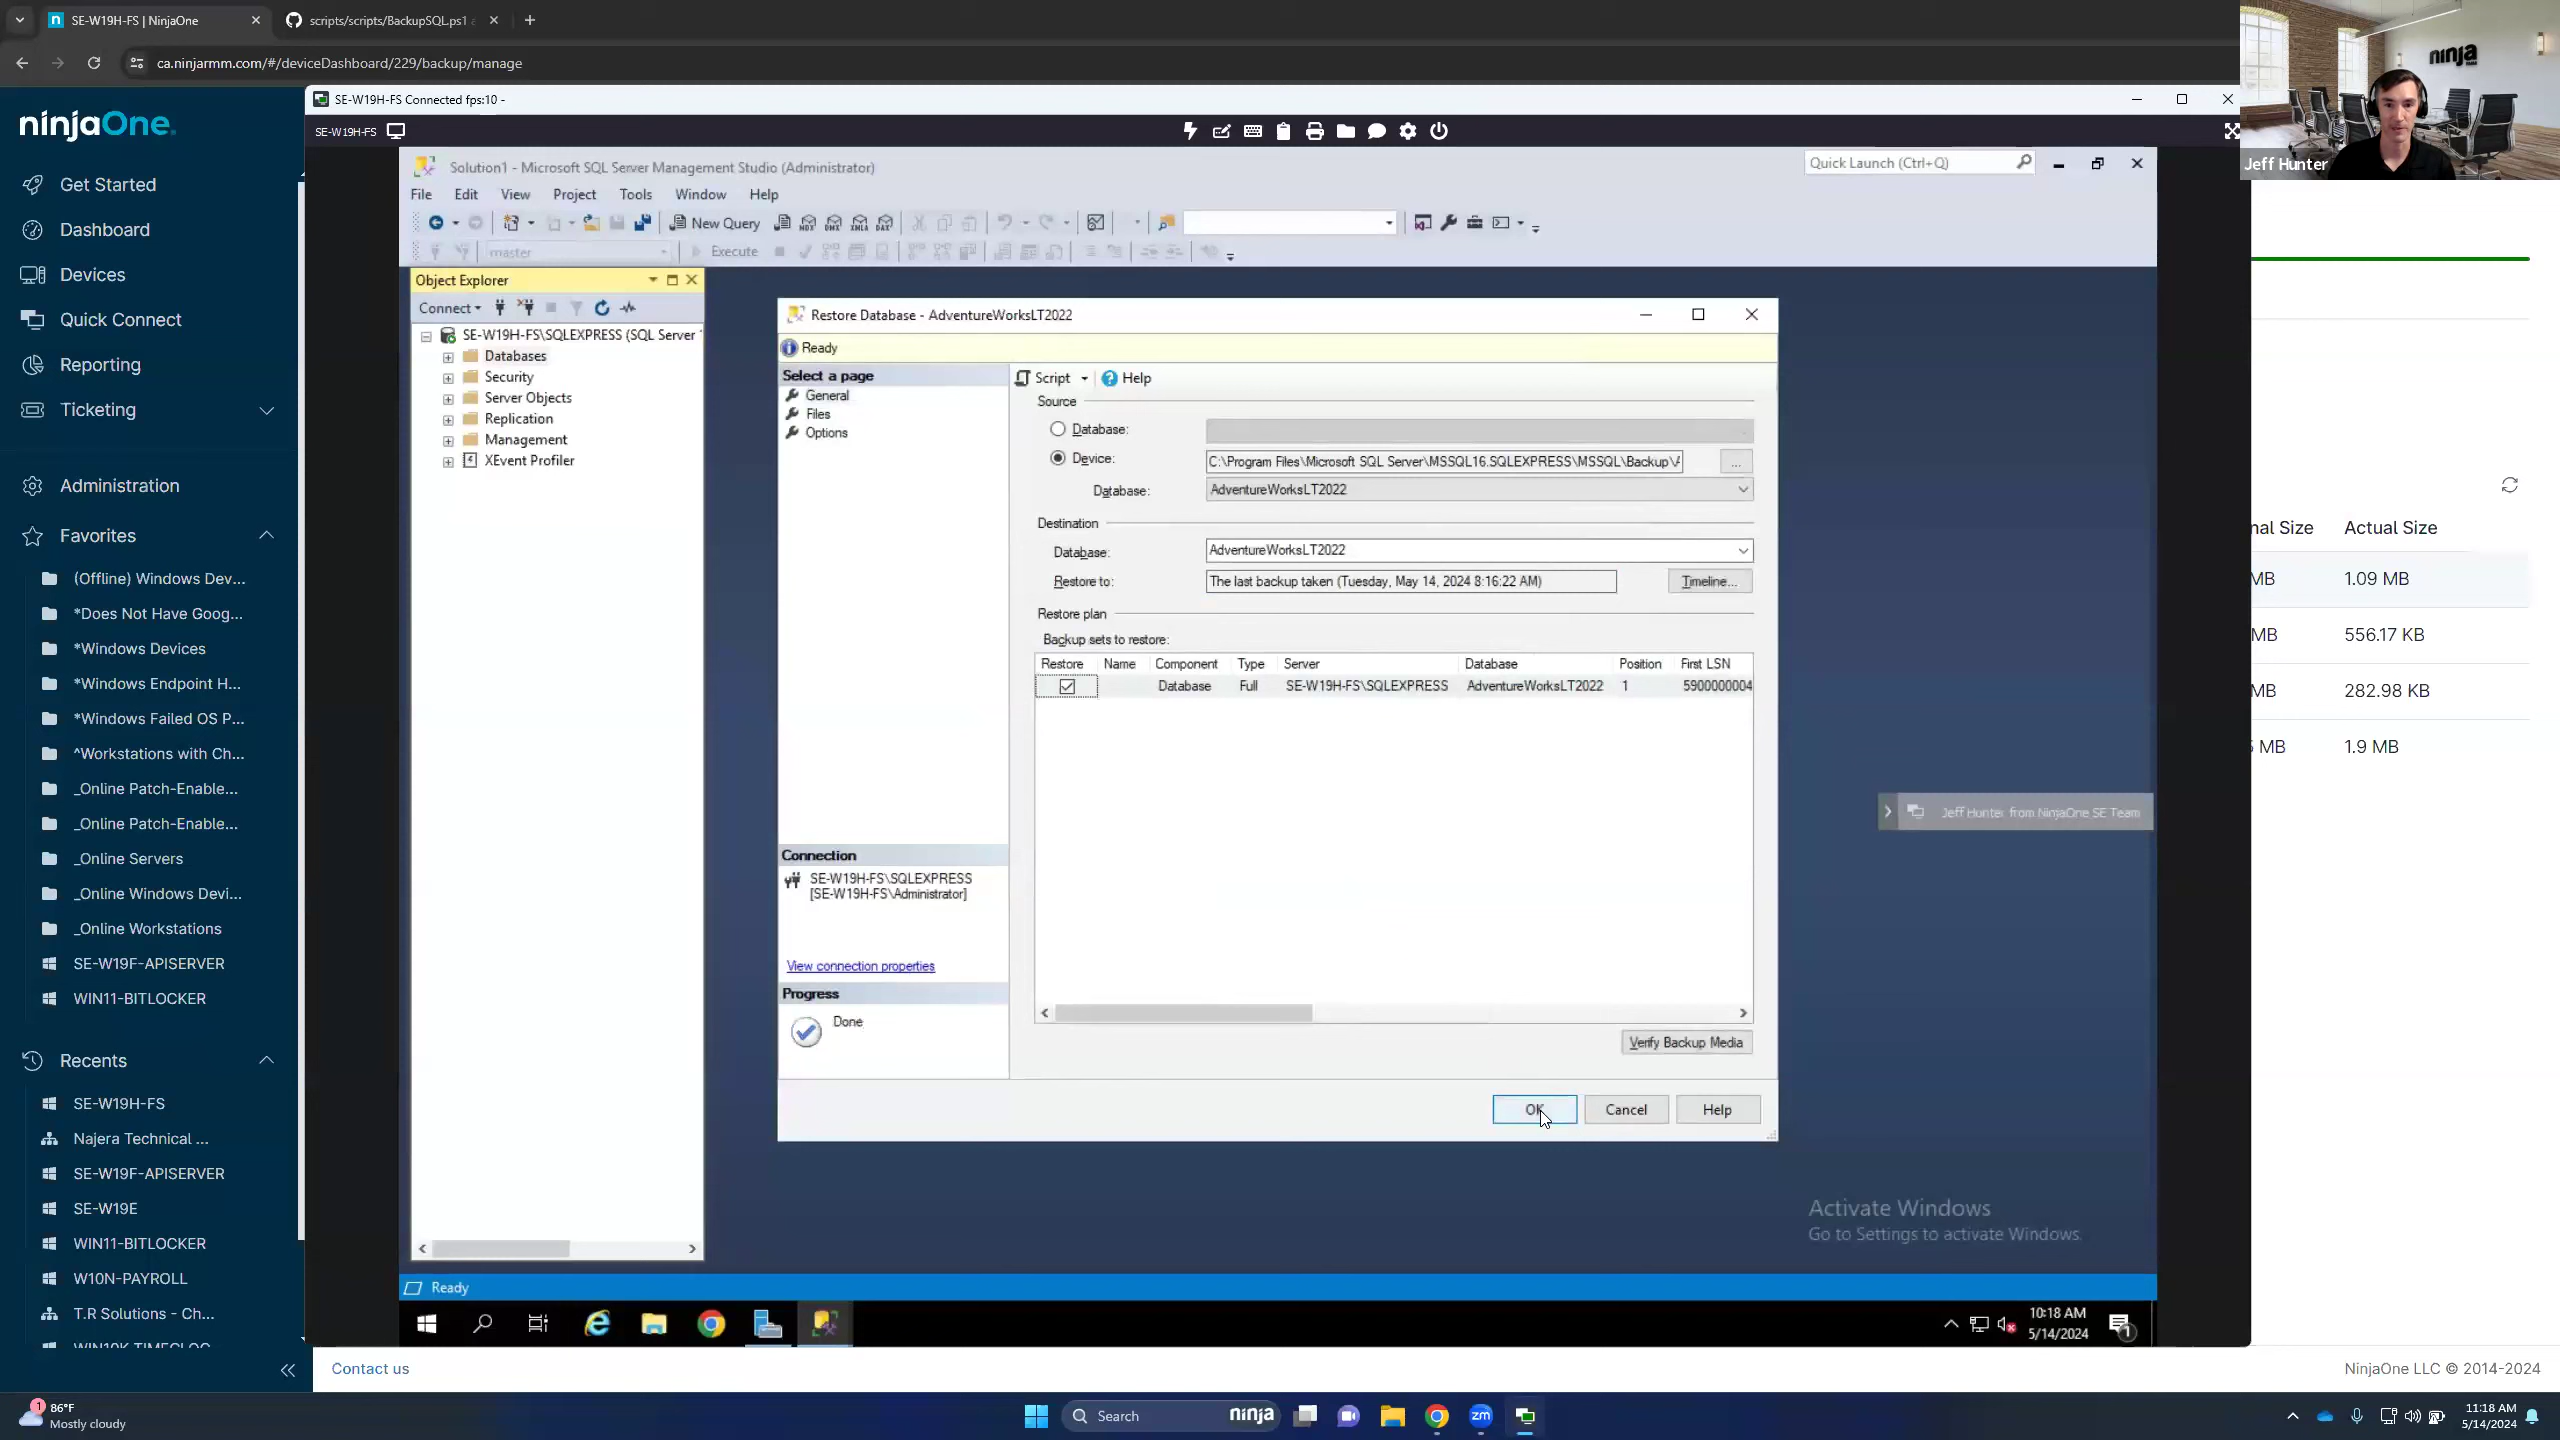 SE-W19H-FS | NinjaOne
scripts/scripts/BackupSQL.ps1
ca.ninjarmm.com/#/deviceDashboard/229/backup/manage
ninja
Jeff Hunter
ninjaOne.
Get Started
Dashboard
Devices
Quick Connect
Reporting
Ticketing
Administration
Favorites
(Offline) Windows Dev...
*Does Not Have Goog...
*Windows Devices
*Windows Endpoint H...
*Windows Failed OS P...
^Workstations with Ch...
_Online Patch-Enable...
_Online Patch-Enable...
_Online Servers
_Online Windows Devi...
_Online Workstations
SE-W19F-APISERVER
WIN11-BITLOCKER
Recents
SE-W19H-FS
Najera Technical ...
SE-W19F-APISERVER
SE-W19E
WIN11-BITLOCKER
W10N-PAYROLL
T.R Solutions - Ch...
SE-W19H-FS Connected fps:10 -
SE-W19H-FS
Solution1 - Microsoft SQL Server Management Studio (Administrator)
Quick Launch (Ctrl+Q)
File Edit View Project Tools Window Help
New Query
master
Execute
Object Explorer
Connect
SE-W19H-FS\SQLEXPRESS (SQL Server
Databases
Security
Server Objects
Replication
Management
XEvent Profiler
Restore Database - AdventureWorksLT2022
Ready
Select a page
General
Files
Options
Script Help
Source
Database:
Device: C:\Program Files\Microsoft SQL Server\MSSQL16.SQLEXPRESS\MSSQL\Backup\A ...
Database: AdventureWorksLT2022
Destination
Database: AdventureWorksLT2022
Restore to: The last backup taken (Tuesday, May 14, 2024 8:16:22 AM) Timeline...
Restore plan
Backup sets to restore:
Restore Name Component Type Server Database Position First LSN
Database Full SE-W19H-FS\SQLEXPRESS AdventureWorksLT2022 1 5900000004
Connection
SE-W19H-FS\SQLEXPRESS
[SE-W19H-FS\Administrator]
View connection properties
Progress
Done
Verify Backup Media
OK Cancel Help
Jeff Hunter from NinjaOne SE Team
Activate Windows
Go to Settings to activate Windows.
Ready
10:18 AM
5/14/2024
1
nal Size Actual Size
MB 1.09 MB
MB 556.17 KB
MB 282.98 KB
MB 1.9 MB
Contact us
NinjaOne LLC © 2014-2024
1
86°F
Mostly cloudy
Search
ninja
zm
11:18 AM
5/14/2024